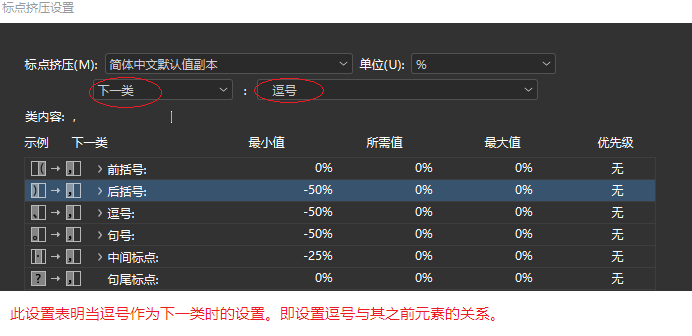 标点挤压设置
标点挤压(M): 简体中文默认值副本 单位(U): %
下一类 : 逗号
类内容: ，
示例 下一类 最小值 所需值 最大值 优先级
（ → ， 前括号: 0% 0% 0% 无
） → ， 后括号: -50% 0% 0% 无
、 → ， 逗号: -50% 0% 0% 无
。 → ， 句号: -50% 0% 0% 无
· → ， 中间标点: -25% 0% 0% 无
? → ， 句尾标点: 0% 0% 0% 无
此设置表明当逗号作为下一类时的设置。即设置逗号与其之前元素的关系。